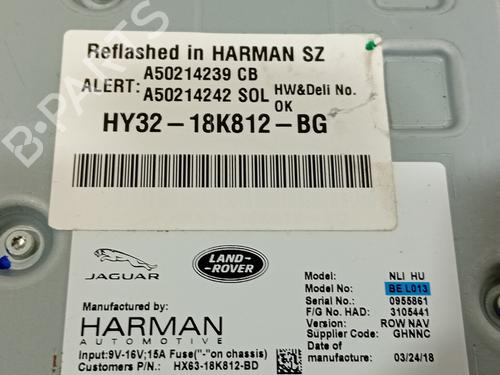 Reflashed in HARMAN SZ
A50214239 CB
ALERT:
A50214242 SOL
HW&Deli No.
OK
HY32-18K812-BG
JAGUAR
LAND-
ROVER
Manufactured by:
HARMAN
AUTOMOTIVE
Input:9V-16V;15A Fuse("-"on chassis)
Customers P/N.: HX63-18K812-BD
Model: NLI HU
Model No: BE L013
Serial No.: 0955861
F/G No. HAD: 3105441
Version: ROW NAV
Supplier Code: GHNNC
Date of
manufacture: 03/24/18
B-PARTS